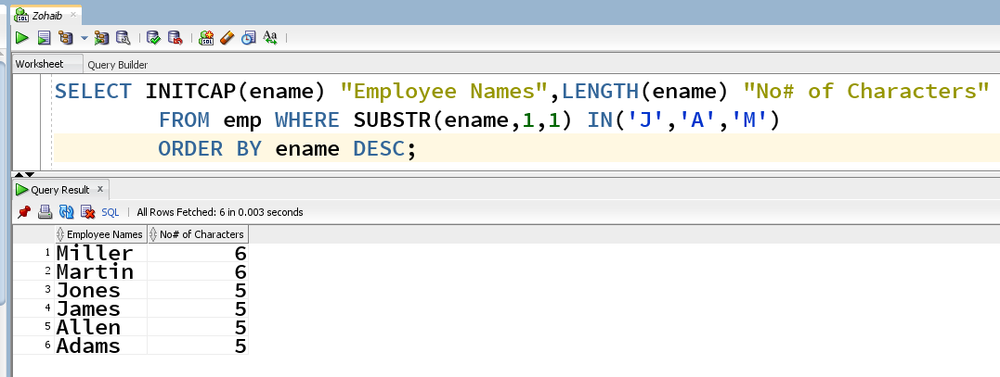 Zohaib
Worksheet Query Builder
SELECT INITCAP(ename) "Employee Names",LENGTH(ename) "No# of Characters"
FROM emp WHERE SUBSTR(ename,1,1) IN('J','A','M')
ORDER BY ename DESC;
Query Result x
SQL | All Rows Fetched: 6 in 0.003 seconds
Employee Names No# of Characters
1 Miller 6
2 Martin 6
3 Jones 5
4 James 5
5 Allen 5
6 Adams 5